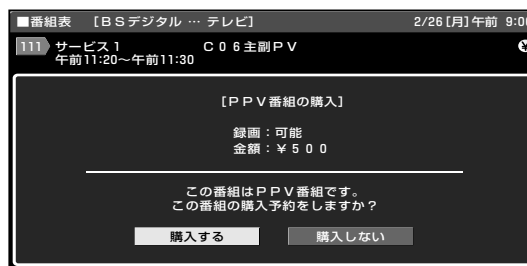 ■番組表 [BSデジタル … テレビ] 2/26[月]午前 9:0
111 サービス1 C06主副PV
午前11:20~午前11:30
[PPV番組の購入]
録画:可能
金額:¥500
この番組はPPV番組です。
この番組の購入予約をしますか?
購入する 購入しない